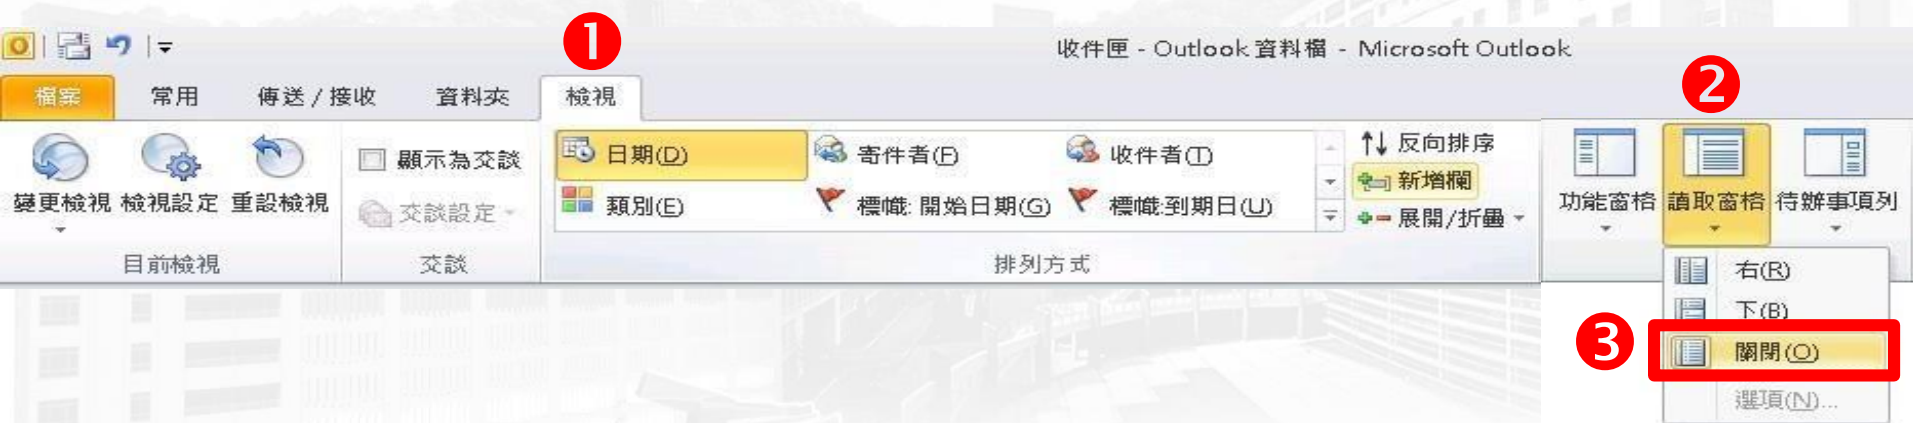 1
收件匣 - Outlook 資料檔 - Microsoft Outlook
2
檔案 常用 傳送 / 接收 資料夾 檢視
日期(D) 寄件者(F) 收件者(T) 反向排序
顯示為交談 新增欄
變更檢視 檢視設定 重設檢視 功能窗格 讀取窗格 待辦事項列
交談設定 類別(E) 標幟: 開始日期(G) 標幟:到期日(U) 展開/折疊
目前檢視 交談 排列方式
右(R)
下(B)
3 關閉(O)
選項(N)...